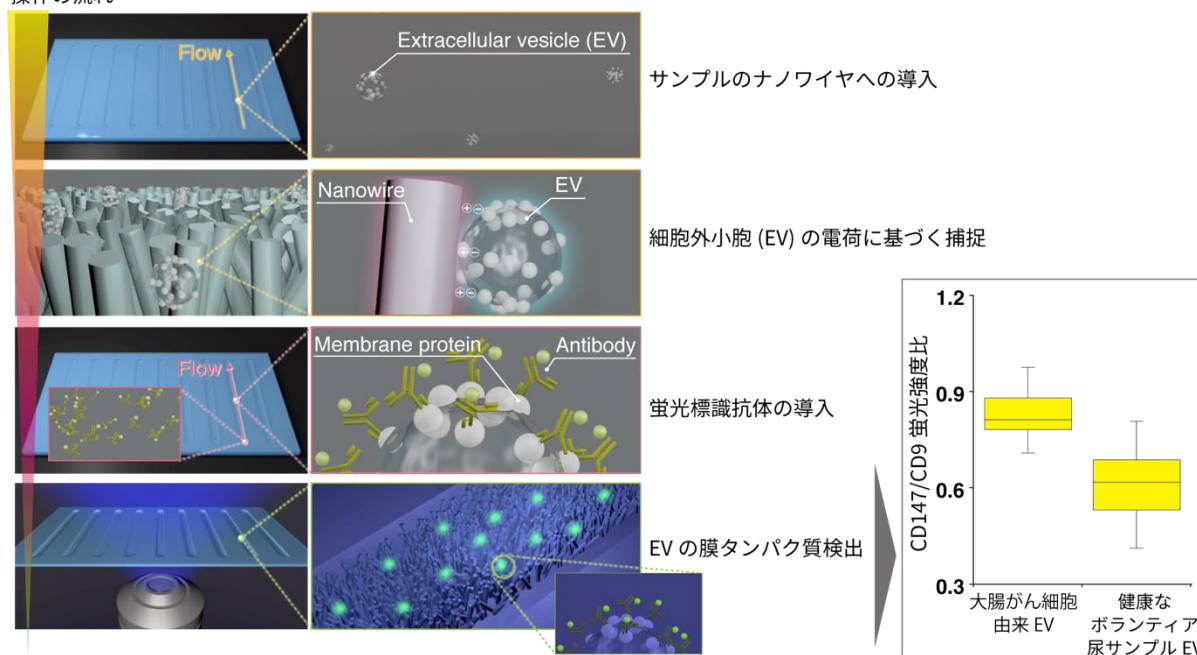 操作の流れ
Flow
Extracellular vesicle (EV)
サンプルのナノワイヤへの導入
Nanowire
EV
細胞外小胞 (EV) の電荷に基づく捕捉
Flow
Membrane protein
Antibody
蛍光標識抗体の導入
EV の膜タンパク質検出
CD147/CD9 蛍光強度比
1.2
0.9
0.6
0.3
大腸がん細胞
由来 EV
健康な
ボランティア
尿サンプル EV